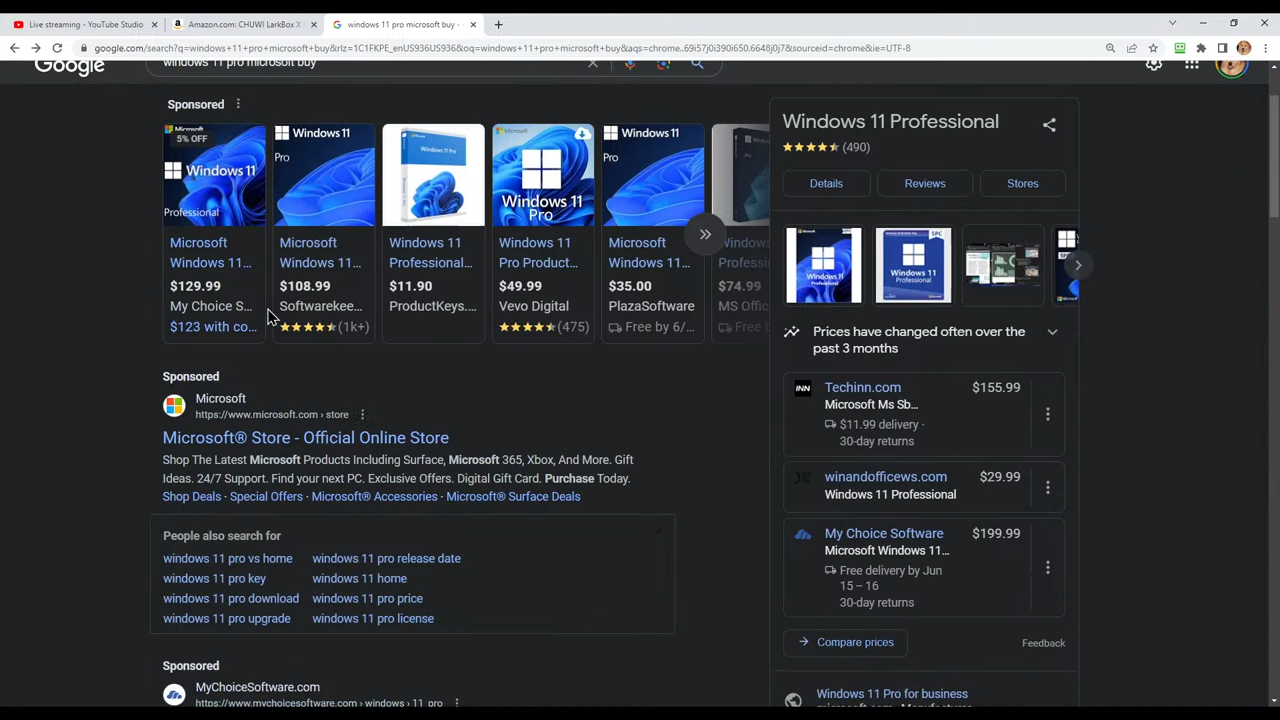 Live streaming - YouTube Studio
Amazon.com: CHUWI LarkBox X
windows 11 pro microsoft buy -
google.com/search?q=windows+11+pro+microsoft+buy&rlz=1C1FKPE_enUS936US936&oq=windows+11+pro+microsoft+buy&aqs=chrome..69i57j0i390i650.6648j0j7&sourceid=chrome&ie=UTF-8
Google
windows 11 pro microsoft buy
Sponsored
5% OFF
Windows 11
Professional
Microsoft
Windows 11...
$129.99
My Choice S...
$123 with co...
Windows 11
Pro
Microsoft
Windows 11...
$108.99
Softwarekee...
(1k+)
Windows 11 Pro
Windows 11
Professional...
$11.90
ProductKeys....
Microsoft
Windows 11
Pro
Windows 11
Pro Product...
$49.99
Vevo Digital
(475)
Windows 11
Pro
Microsoft
Windows 11...
$35.00
PlazaSoftware
Free by 6/...
Windows
Professional
$74.99
MS Offic
Free b
Sponsored
Microsoft
https://www.microsoft.com › store
Microsoft® Store - Official Online Store
Shop The Latest Microsoft Products Including Surface, Microsoft 365, Xbox, And More. Gift
Ideas. 24/7 Support. Find your next PC. Exclusive Offers. Digital Gift Card. Purchase Today.
Shop Deals · Special Offers · Microsoft® Accessories · Microsoft® Surface Deals
People also search for
windows 11 pro vs home
windows 11 pro release date
windows 11 pro key
windows 11 home
windows 11 pro download
windows 11 pro price
windows 11 pro upgrade
windows 11 pro license
Sponsored
MyChoiceSoftware.com
https://www.mychoicesoftware.com › windows › 11_pro
Windows 11 Professional
(490)
Details
Reviews
Stores
Prices have changed often over the
past 3 months
INN
Techinn.com
$155.99
Microsoft Ms Sb...
$11.99 delivery ·
30-day returns
winandofficews.com
$29.99
Windows 11 Professional
My Choice Software
$199.99
Microsoft Windows 11...
Free delivery by Jun
15 – 16
30-day returns
Compare prices
Feedback
Windows 11 Pro for business